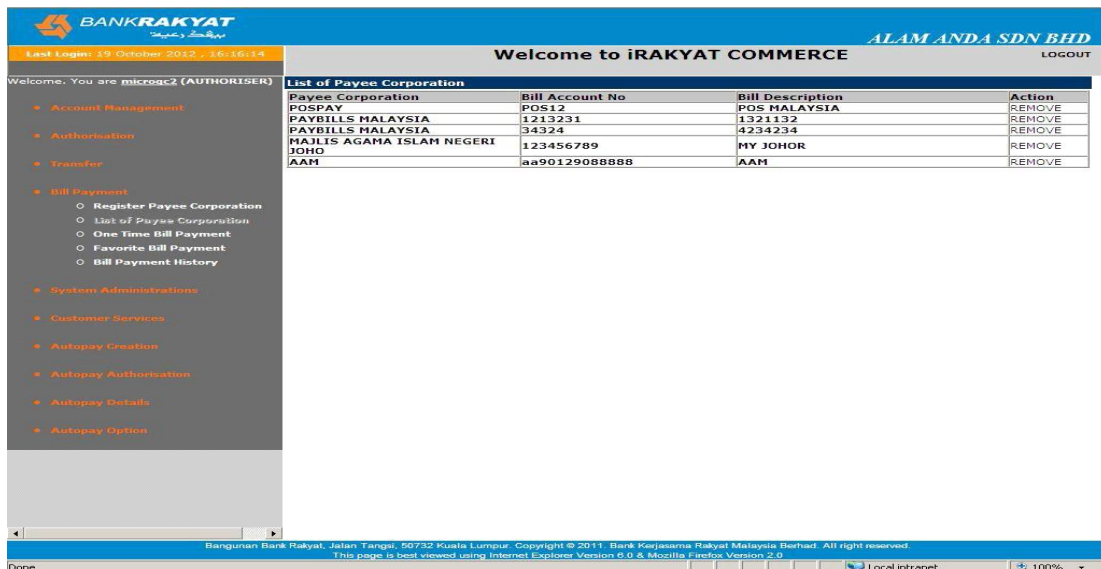 BANKRAKYAT
بيڠكڬ رعيت
ALAM ANDA SDN BHD
Last Login: 19 October 2012 , 16:16:14
Welcome to iRAKYAT COMMERCE
LOGOUT
Welcome. You are microqc2 (AUTHORISER)
Account Management
Authorisation
Transfer
Bill Payment
Register Payee Corporation
List of Payee Corporation
One Time Bill Payment
Favorite Bill Payment
Bill Payment History
System Administrations
Customer Services
Autopay Creation
Autopay Authorisation
Autopay Details
Autopay Option
List of Payee Corporation
Payee Corporation Bill Account No Bill Description Action
POSPAY POS12 POS MALAYSIA REMOVE
PAYBILLS MALAYSIA 1213231 1321132 REMOVE
PAYBILLS MALAYSIA 34324 4234234 REMOVE
MAJLIS AGAMA ISLAM NEGERI
JOHO 123456789 MY JOHOR REMOVE
AAM aa90129088888 AAM REMOVE
Bangunan Bank Rakyat, Jalan Tangsi, 50732 Kuala Lumpur. Copyright © 2011. Bank Kerjasama Rakyat Malaysia Berhad. All right reserved.
This page is best viewed using Internet Explorer Version 6.0 & Mozilla Firefox Version 2.0
Done Local intranet 100%